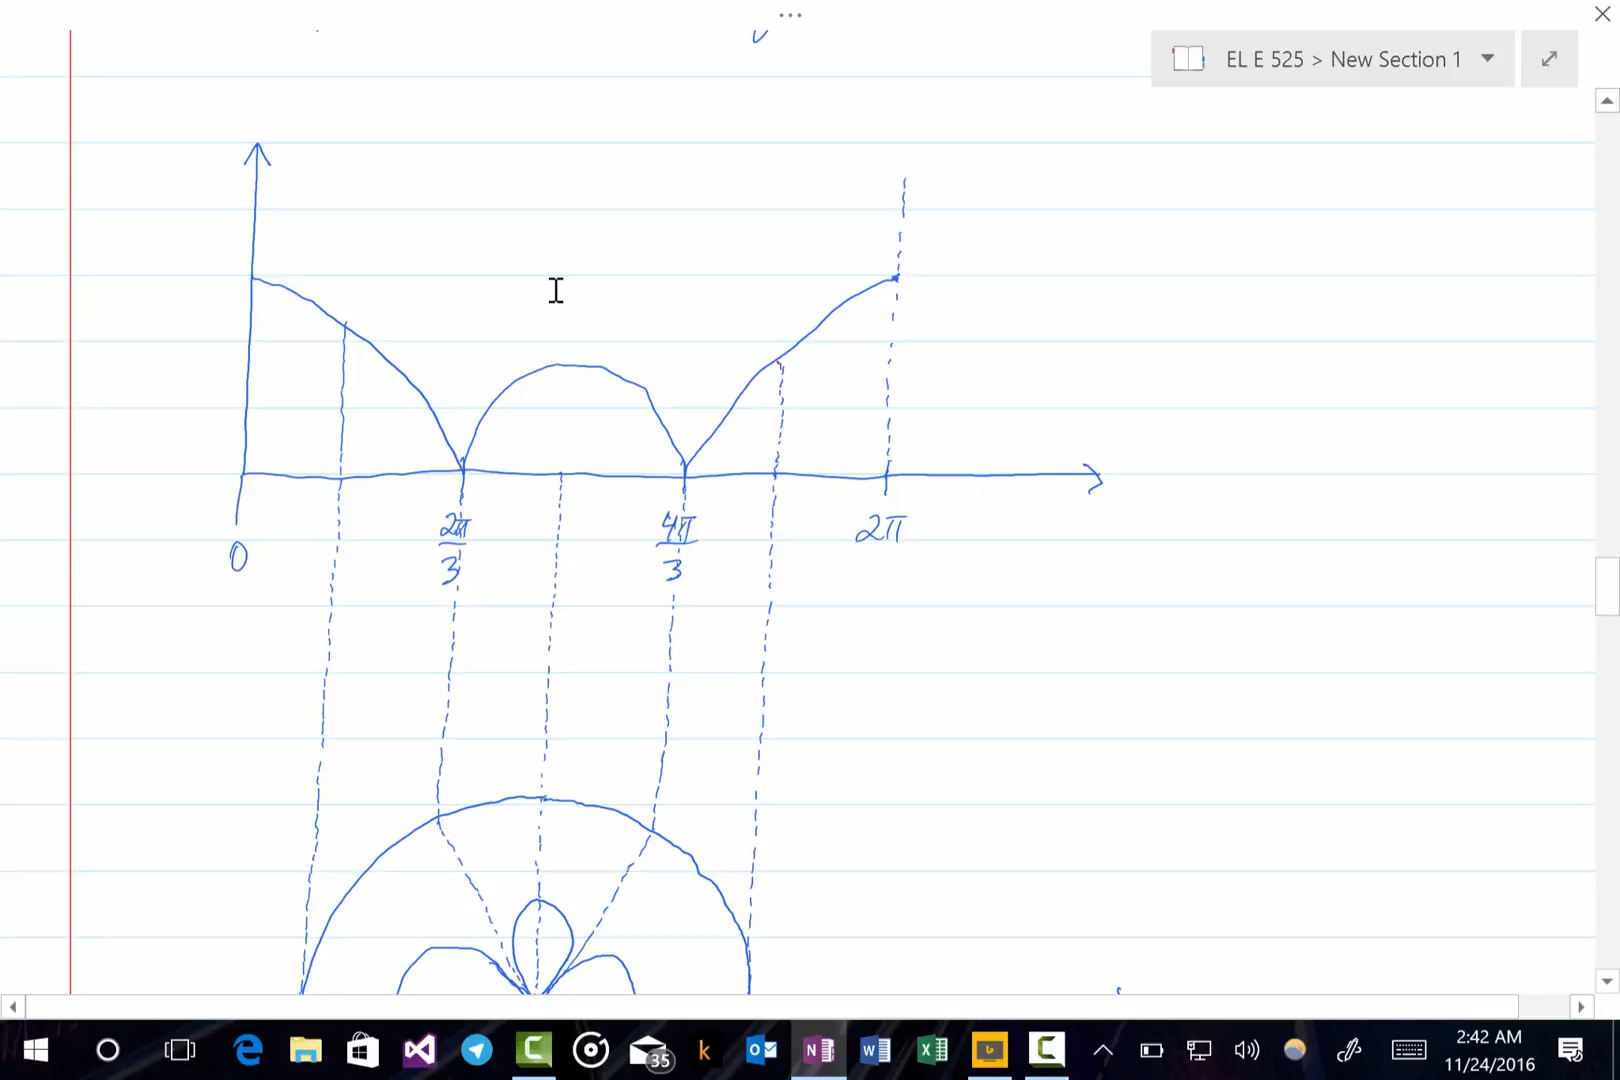 ...
EL E 525 > New Section 1
0
2π/3
4π/3
2π
35
2:42 AM
11/24/2016